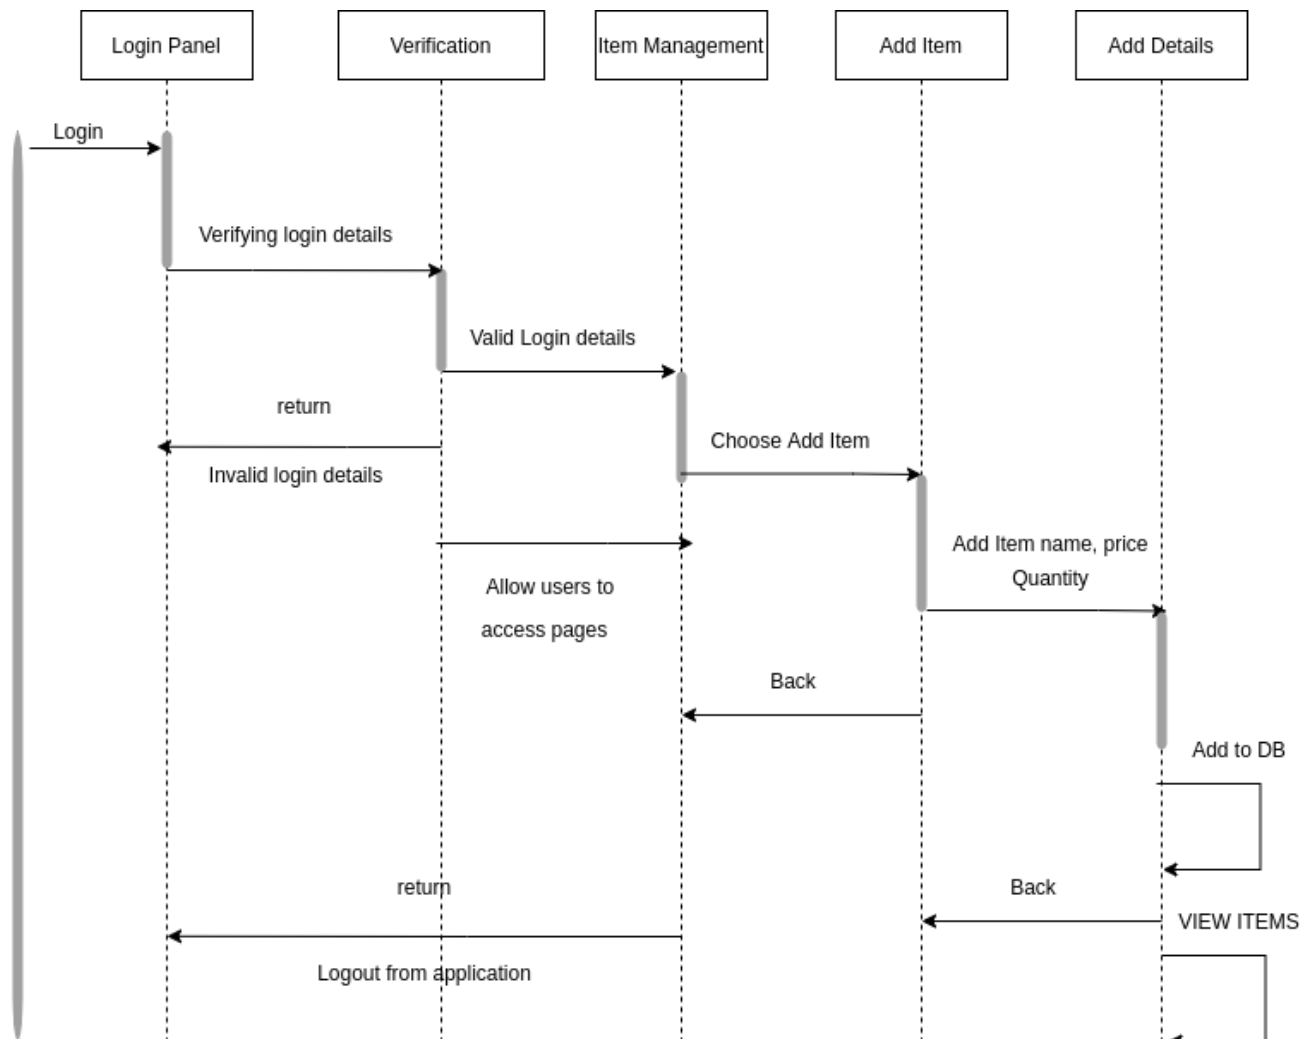 Login Panel
Verification
Item Management
Add Item
Add Details
Login
Verifying login details
Valid Login details
return
Invalid login details
Choose Add Item
Allow users to
access pages
Add Item name, price
Quantity
Back
Add to DB
return
Logout from application
Back
VIEW ITEMS